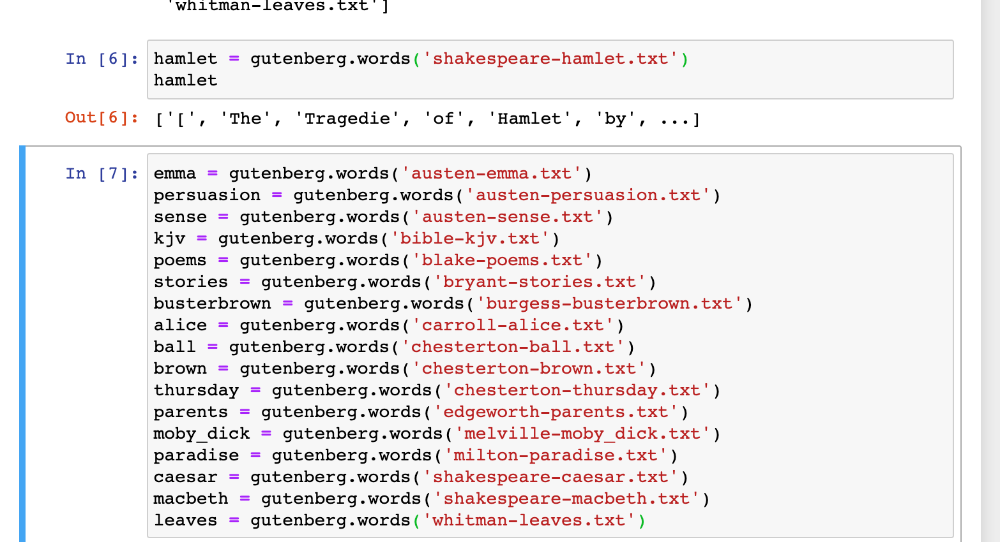 'whitman-leaves.txt']
In [6]: hamlet = gutenberg.words('shakespeare-hamlet.txt')
hamlet
Out[6]: ['[', 'The', 'Tragedie', 'of', 'Hamlet', 'by', ...]
In [7]: emma = gutenberg.words('austen-emma.txt')
persuasion = gutenberg.words('austen-persuasion.txt')
sense = gutenberg.words('austen-sense.txt')
kjv = gutenberg.words('bible-kjv.txt')
poems = gutenberg.words('blake-poems.txt')
stories = gutenberg.words('bryant-stories.txt')
busterbrown = gutenberg.words('burgess-busterbrown.txt')
alice = gutenberg.words('carroll-alice.txt')
ball = gutenberg.words('chesterton-ball.txt')
brown = gutenberg.words('chesterton-brown.txt')
thursday = gutenberg.words('chesterton-thursday.txt')
parents = gutenberg.words('edgeworth-parents.txt')
moby_dick = gutenberg.words('melville-moby_dick.txt')
paradise = gutenberg.words('milton-paradise.txt')
caesar = gutenberg.words('shakespeare-caesar.txt')
macbeth = gutenberg.words('shakespeare-macbeth.txt')
leaves = gutenberg.words('whitman-leaves.txt')